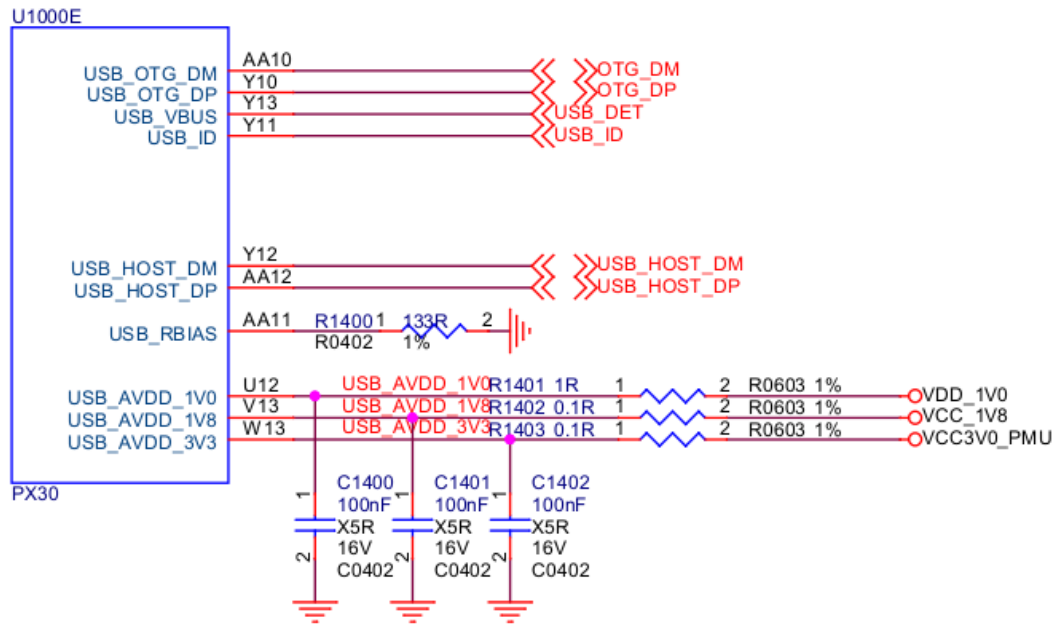 U1000E
USB_OTG_DM AA10 OTG_DM
USB_OTG_DP Y10 OTG_DP
USB_VBUS Y13 USB_DET
USB_ID Y11 USB_ID
USB_HOST_DM Y12 USB_HOST_DM
USB_HOST_DP AA12 USB_HOST_DP
USB_RBIAS AA11 R1400 1 133R 2
R0402 1%
USB_AVDD_1V0 U12 USB_AVDD_1V0 R1401 1R 1 2 R0603 1% VDD_1V0
USB_AVDD_1V8 V13 USB_AVDD_1V8 R1402 0.1R 1 2 R0603 1% VCC_1V8
USB_AVDD_3V3 W13 USB_AVDD_3V3 R1403 0.1R 1 2 R0603 1% VCC3V0_PMU
PX30
1 C1400 1 C1401 1 C1402
100nF 100nF 100nF
X5R X5R X5R
2 16V 2 16V 2 16V
C0402 C0402 C0402